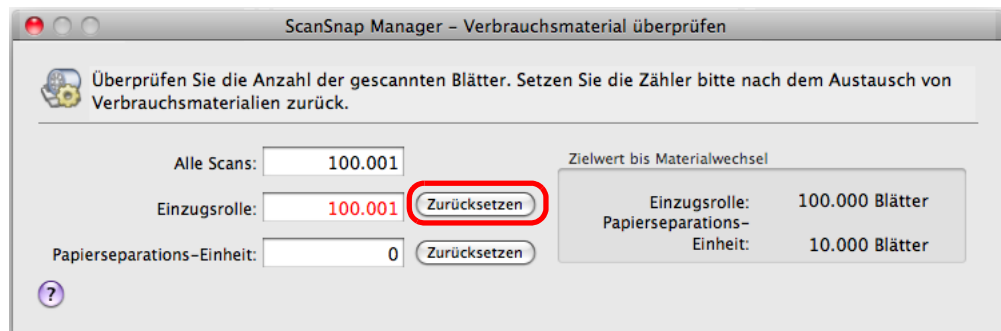 ScanSnap Manager – Verbrauchsmaterial überprüfen
Überprüfen Sie die Anzahl der gescannten Blätter. Setzen Sie die Zähler bitte nach dem Austausch von
Verbrauchsmaterialien zurück.
Alle Scans: 100.001
Einzugsrolle: 100.001 Zurücksetzen
Papierseparations-Einheit: 0 Zurücksetzen
Zielwert bis Materialwechsel
Einzugsrolle: 100.000 Blätter
Papierseparations-
Einheit: 10.000 Blätter
?